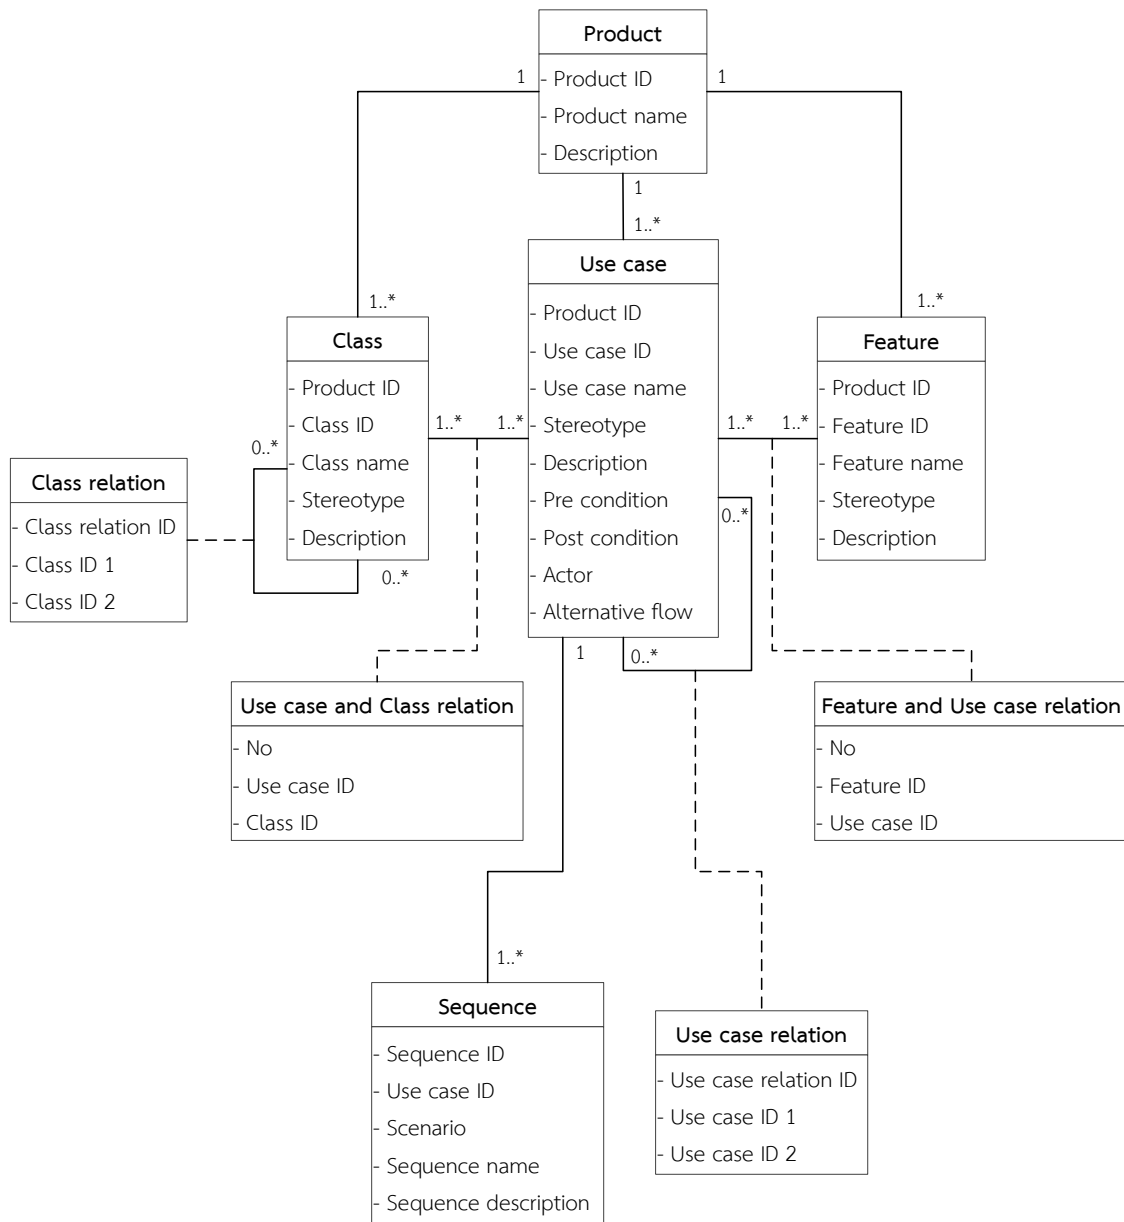 Product
- Product ID
- Product name
- Description
1
1
1
1..*
1..*
1..*
Use case
- Product ID
- Use case ID
- Use case name
- Stereotype
- Description
- Pre condition
- Post condition
- Actor
- Alternative flow
Class
- Product ID
- Class ID
- Class name
- Stereotype
- Description
Feature
- Product ID
- Feature ID
- Feature name
- Stereotype
- Description
1..*
1..*
1..*
1..*
0..*
0..*
0..*
0..*
1
Class relation
- Class relation ID
- Class ID 1
- Class ID 2
Use case and Class relation
- No
- Use case ID
- Class ID
Feature and Use case relation
- No
- Feature ID
- Use case ID
1..*
Sequence
- Sequence ID
- Use case ID
- Scenario
- Sequence name
- Sequence description
Use case relation
- Use case relation ID
- Use case ID 1
- Use case ID 2